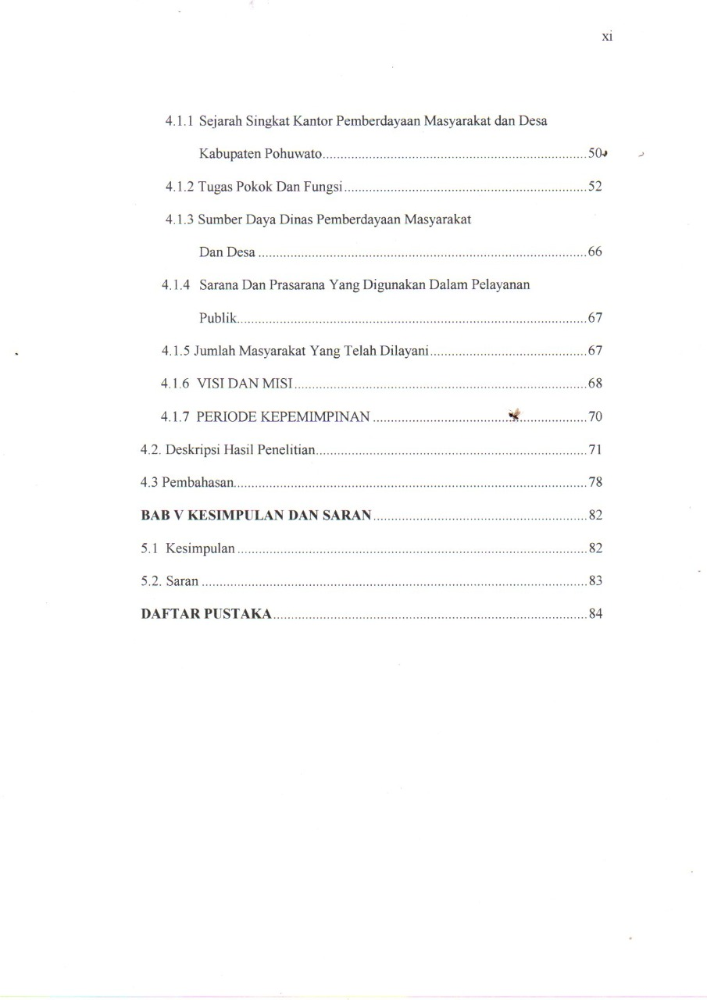 xi
4.1.1 Sejarah Singkat Kantor Pemberdayaan Masyarakat dan Desa
Kabupaten Pohuwato..........................................................................50
4.1.2 Tugas Pokok Dan Fungsi....................................................................52
4.1.3 Sumber Daya Dinas Pemberdayaan Masyarakat
Dan Desa ............................................................................................66
4.1.4 Sarana Dan Prasarana Yang Digunakan Dalam Pelayanan
Publik..................................................................................................67
4.1.5 Jumlah Masyarakat Yang Telah Dilayani............................................67
4.1.6 VISI DAN MISI..................................................................................68
4.1.7 PERIODE KEPEMIMPINAN ............................................................70
4.2. Deskripsi Hasil Penelitian............................................................................71
4.3 Pembahasan...................................................................................................78
BAB V KESIMPULAN DAN SARAN............................................................82
5.1 Kesimpulan ..................................................................................................82
5.2. Saran ............................................................................................................83
DAFTAR PUSTAKA........................................................................................84